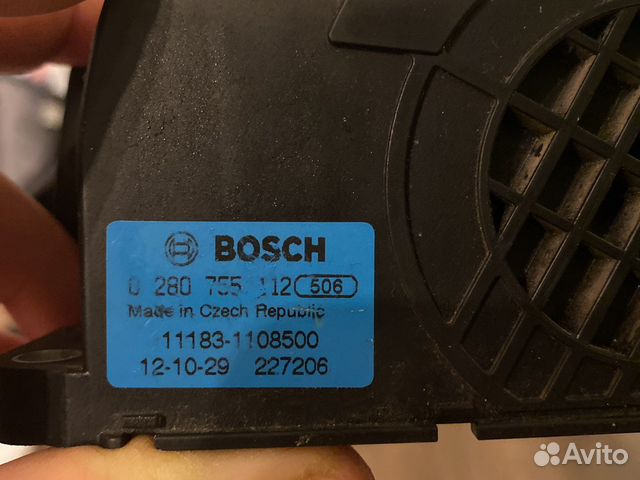 BOSCH
0 280 755 112 506
Made in Czech Republic
11183-1108500
12-10-29 227206
Avito